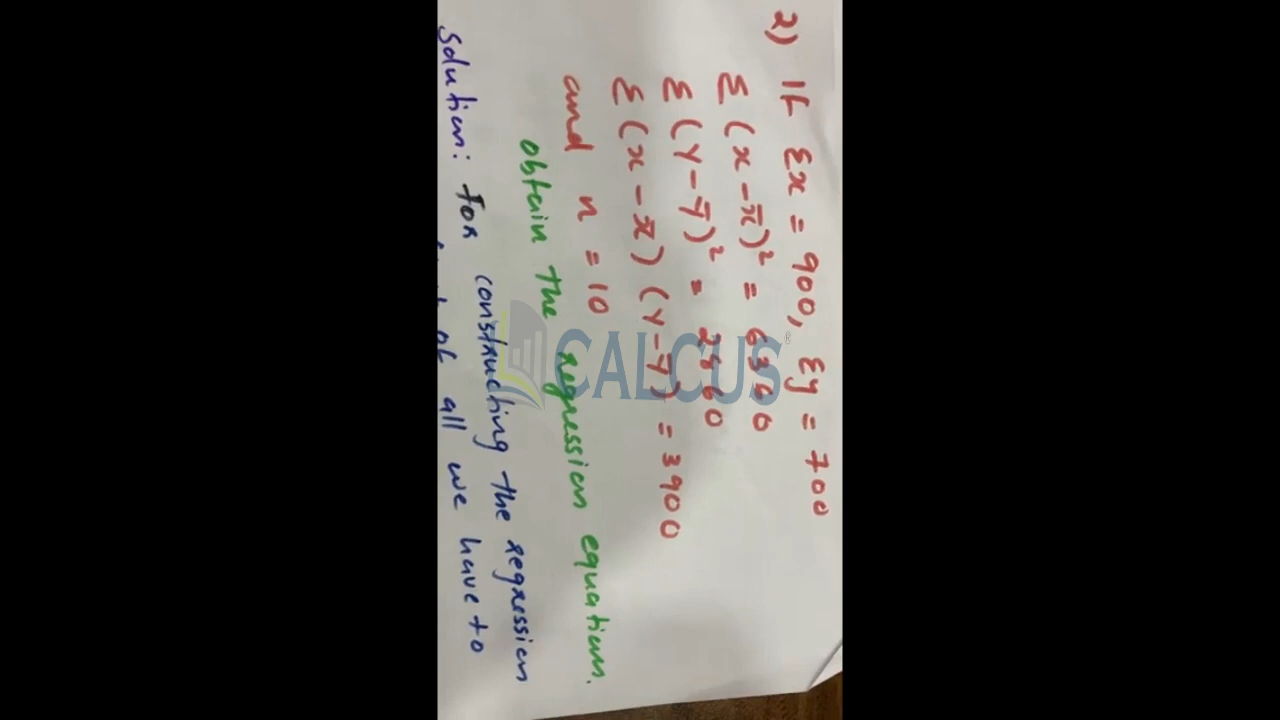 2) If Σx = 900, Σy = 700
Σ (x - x̄)² = 6360
Σ (y - ȳ)² = 2860
Σ (x - x̄) (y - ȳ) = 3900
and n = 10
obtain the regression equation.
Solution: For constructing the regression
of all we have to
CALCUS®